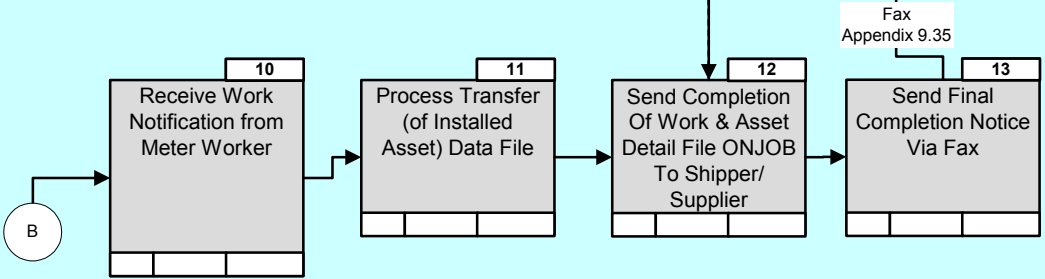 Fax
Appendix 9.35
10
Receive Work
Notification from
Meter Worker
11
Process Transfer
(of Installed
Asset) Data File
12
Send Completion
Of Work & Asset
Detail File ONJOB
To Shipper/
Supplier
13
Send Final
Completion Notice
Via Fax
B